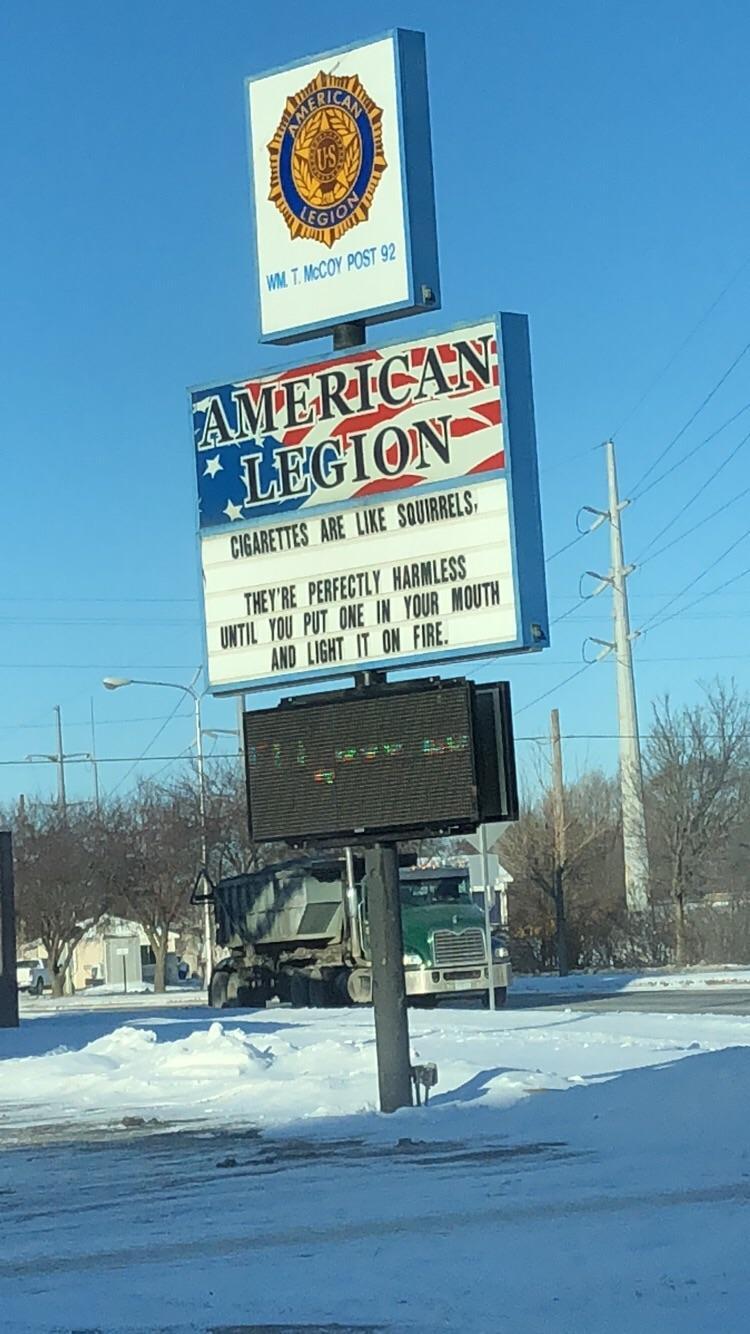 AMERICAN
U·S
LEGION
WM. T. McCOY POST 92
AMERICAN
LEGION
CIGARETTES ARE LIKE SQUIRRELS,
THEY'RE PERFECTLY HARMLESS
UNTIL YOU PUT ONE IN YOUR MOUTH
AND LIGHT IT ON FIRE.